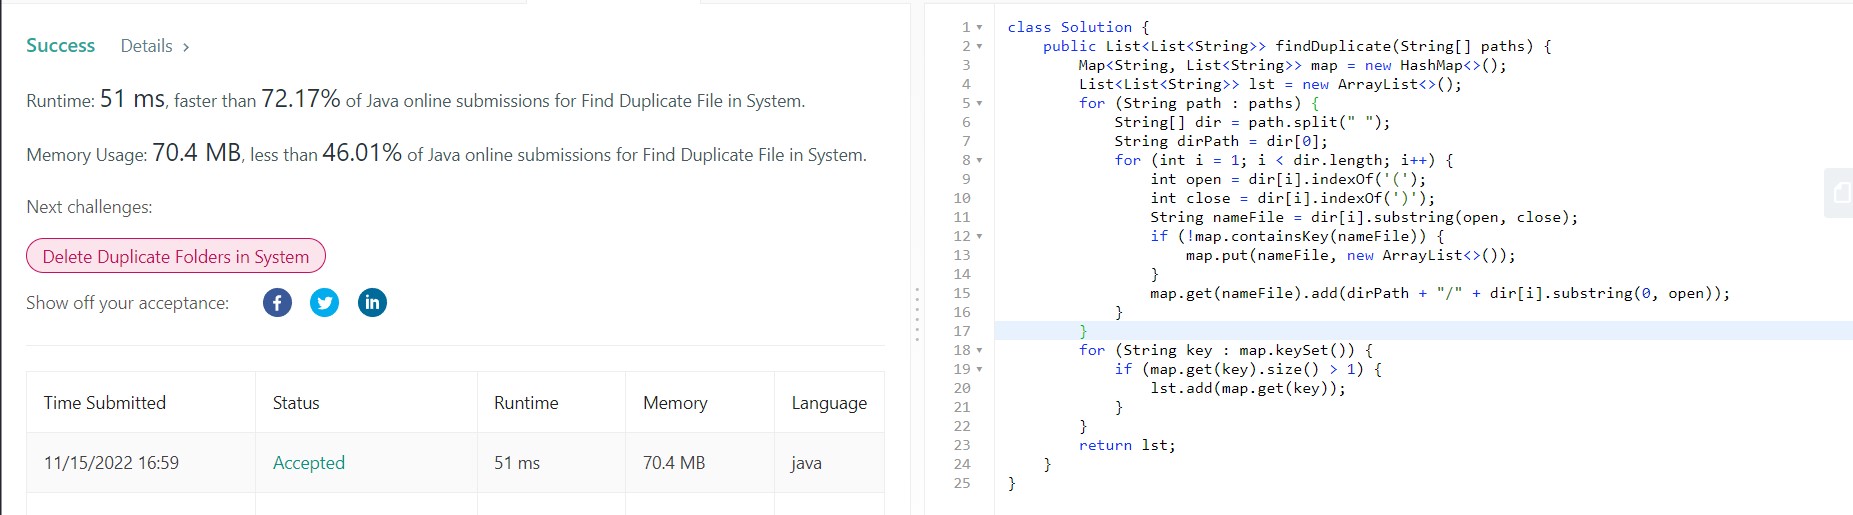 Success Details >
Runtime: 51 ms, faster than 72.17% of Java online submissions for Find Duplicate File in System.
Memory Usage: 70.4 MB, less than 46.01% of Java online submissions for Find Duplicate File in System.
Next challenges:
Delete Duplicate Folders in System
Show off your acceptance:
Time Submitted Status Runtime Memory Language
11/15/2022 16:59 Accepted 51 ms 70.4 MB java
1 class Solution {
2 public List<List<String>> findDuplicate(String[] paths) {
3 Map<String, List<String>> map = new HashMap<>();
4 List<List<String>> lst = new ArrayList<>();
5 for (String path : paths) {
6 String[] dir = path.split(" ");
7 String dirPath = dir[0];
8 for (int i = 1; i < dir.length; i++) {
9 int open = dir[i].indexOf('(');
10 int close = dir[i].indexOf(')');
11 String nameFile = dir[i].substring(open, close);
12 if (!map.containsKey(nameFile)) {
13 map.put(nameFile, new ArrayList<>());
14 }
15 map.get(nameFile).add(dirPath + "/" + dir[i].substring(0, open));
16 }
17 }
18 for (String key : map.keySet()) {
19 if (map.get(key).size() > 1) {
20 lst.add(map.get(key));
21 }
22 }
23 return lst;
24 }
25 }